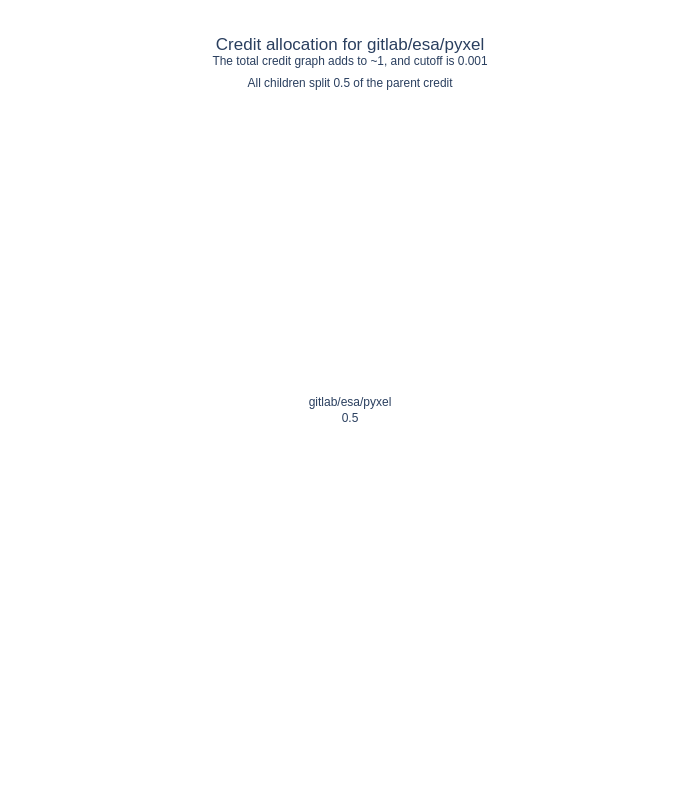 Credit allocation for gitlab/esa/pyxel
The total credit graph adds to ~1, and cutoff is 0.001
All children split 0.5 of the parent credit
gitlab/esa/pyxel
0.5